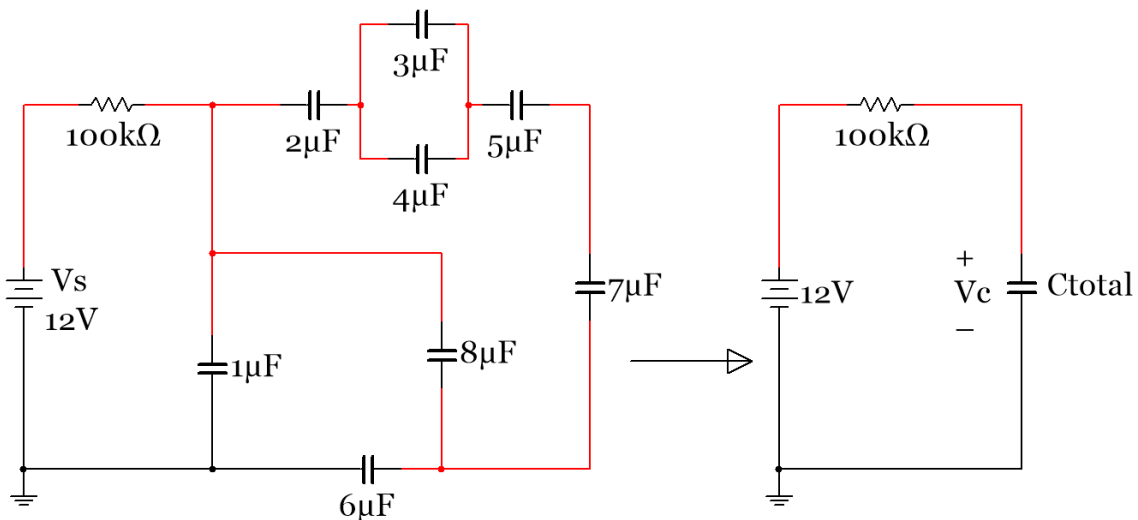 3µF
100kΩ
2µF
5µF
4µF
Vs
12V
7µF
1µF
8µF
6µF
100kΩ
12V
+
Vc
−
Ctotal